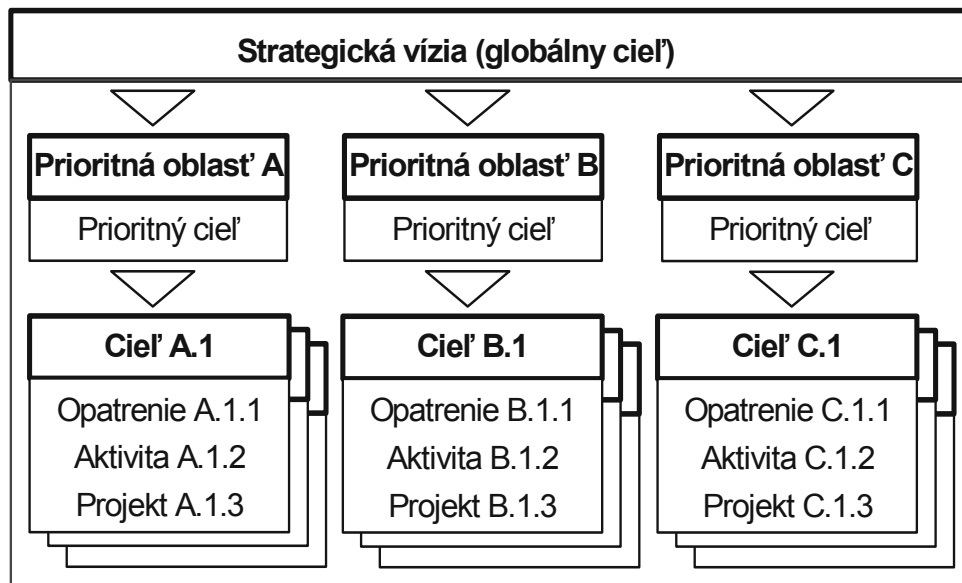 Strategická vízia (globálny cieľ)
Prioritná oblasť A
Prioritný cieľ
Cieľ A.1
Opatrenie A.1.1
Aktivita A.1.2
Projekt A.1.3
Prioritná oblasť B
Prioritný cieľ
Cieľ B.1
Opatrenie B.1.1
Aktivita B.1.2
Projekt B.1.3
Prioritná oblasť C
Prioritný cieľ
Cieľ C.1
Opatrenie C.1.1
Aktivita C.1.2
Projekt C.1.3